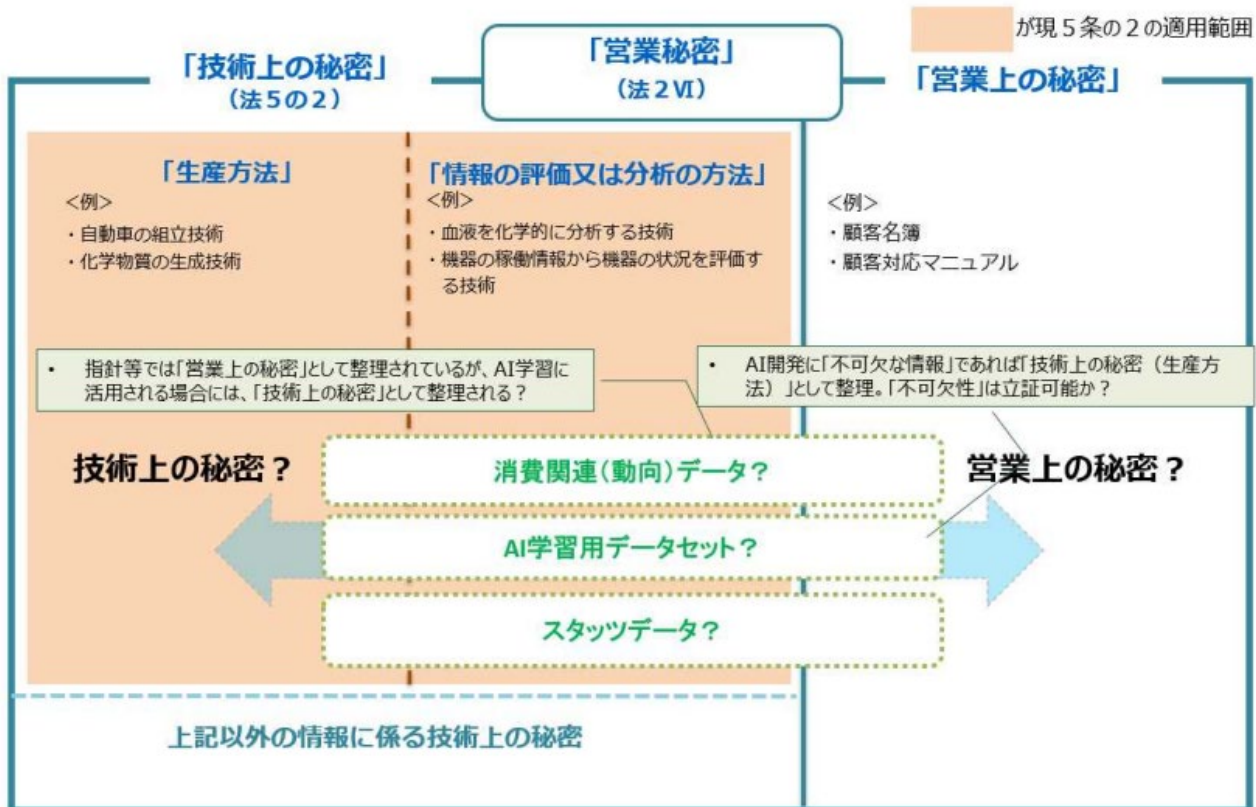 が現５条の２の適用範囲
「技術上の秘密」
（法５の２）
「営業秘密」
（法２Ⅵ）
「営業上の秘密」
「生産方法」
＜例＞
・自動車の組立技術
・化学物質の生成技術
「情報の評価又は分析の方法」
＜例＞
・血液を化学的に分析する技術
・機器の稼働情報から機器の状況を評価す
る技術
＜例＞
・顧客名簿
・顧客対応マニュアル
・ 指針等では「営業上の秘密」として整理されているが、AI学習に
活用される場合には、「技術上の秘密」として整理される？
・ AI開発に「不可欠な情報」であれば「技術上の秘密（生産方
法）」として整理。「不可欠性」は立証可能か？
技術上の秘密？
消費関連（動向）データ？
営業上の秘密？
AI学習用データセット？
スタッツデータ？
上記以外の情報に係る技術上の秘密